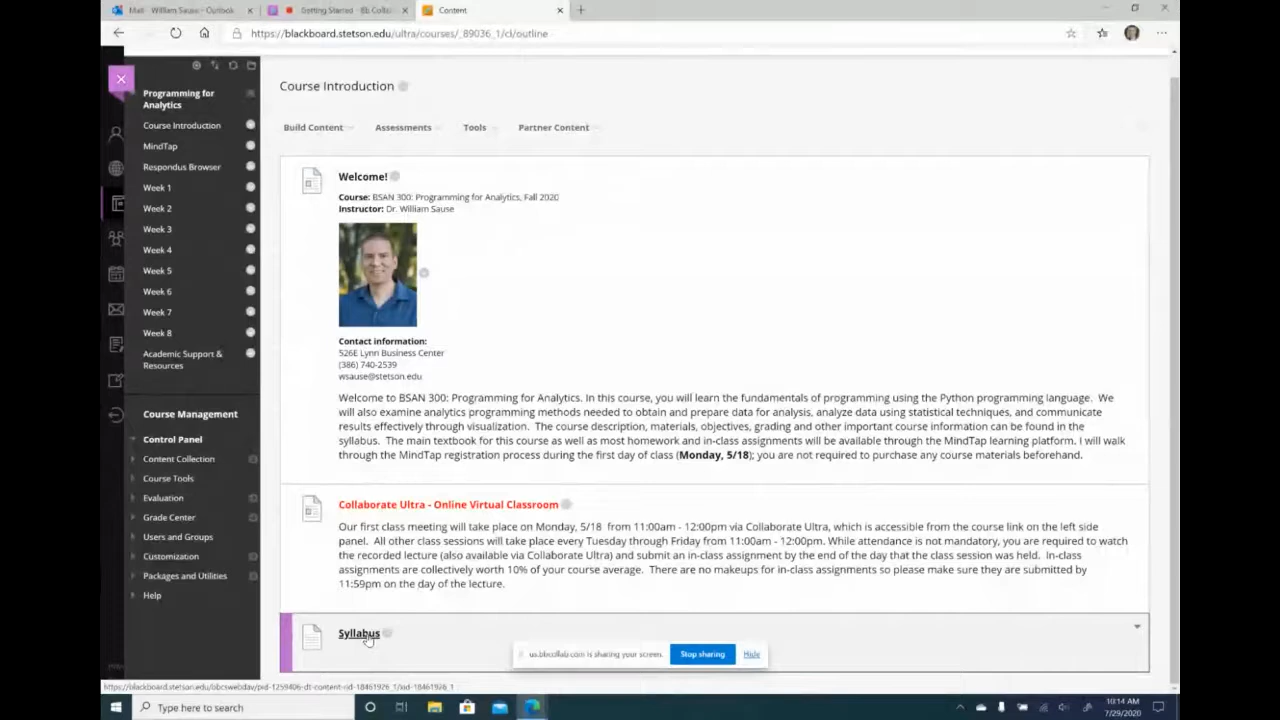 Mail - William Sause - Outlook
Getting Started - Bb Collab
Content
https://blackboard.stetson.edu/ultra/courses/_89036_1/cl/outline
Programming for
Analytics
Course Introduction
MindTap
Respondus Browser
Week 1
Week 2
Week 3
Week 4
Week 5
Week 6
Week 7
Week 8
Academic Support &
Resources
Course Management
Control Panel
Content Collection
Course Tools
Evaluation
Grade Center
Users and Groups
Customization
Packages and Utilities
Help
Course Introduction
Build Content
Assessments
Tools
Partner Content
Welcome!
Course: BSAN 300: Programming for Analytics, Fall 2020
Instructor: Dr. William Sause
Contact information:
526E Lynn Business Center
(386) 740-2539
wsause@stetson.edu
Welcome to BSAN 300: Programming for Analytics. In this course, you will learn the fundamentals of programming using the Python programming language. We
will also examine analytics programming methods needed to obtain and prepare data for analysis, analyze data using statistical techniques, and communicate
results effectively through visualization. The course description, materials, objectives, grading and other important course information can be found in the
syllabus. The main textbook for this course as well as most homework and in-class assignments will be available through the MindTap learning platform. I will walk
through the MindTap registration process during the first day of class (Monday, 5/18); you are not required to purchase any course materials beforehand.
Collaborate Ultra - Online Virtual Classroom
Our first class meeting will take place on Monday, 5/18 from 11:00am - 12:00pm via Collaborate Ultra, which is accessible from the course link on the left side
panel. All other class sessions will take place every Tuesday through Friday from 11:00am - 12:00pm. While attendance is not mandatory, you are required to watch
the recorded lecture (also available via Collaborate Ultra) and submit an in-class assignment by the end of the day that the class session was held. In-class
assignments are collectively worth 10% of your course average. There are no makeups for in-class assignments so please make sure they are submitted by
11:59pm on the day of the lecture.
Syllabus
us.bbcollab.com is sharing your screen.
Stop sharing
Hide
https://blackboard.stetson.edu/bbcswebdav/pid-1259406-dt-content-rid-18461926_1/xid-18461926_1
Type here to search
10:14 AM
7/29/2020